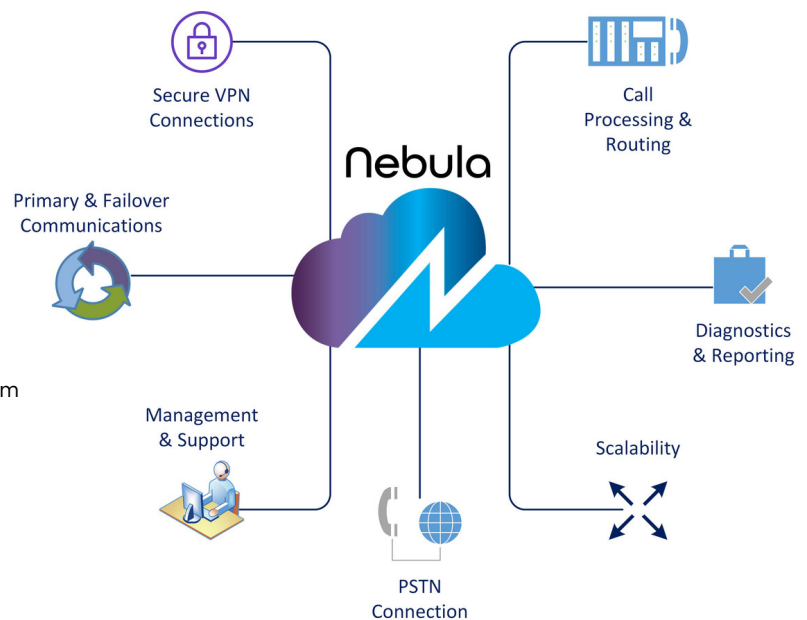 Secure VPN
Connections
Call
Processing &
Routing
Nebula
Primary & Failover
Communications
Diagnostics
& Reporting
m
Management
& Support
Scalability
PSTN
Connection